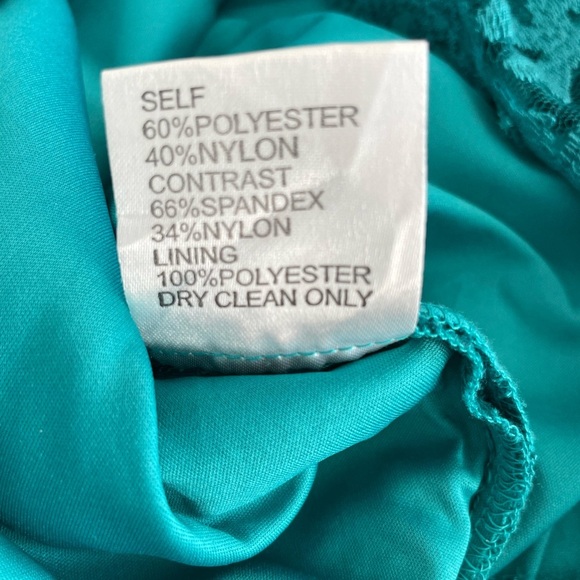 SELF
60%POLYESTER
40%NYLON
CONTRAST
66%SPANDEX
34%NYLON
LINING
100%POLYESTER
DRY CLEAN ONLY